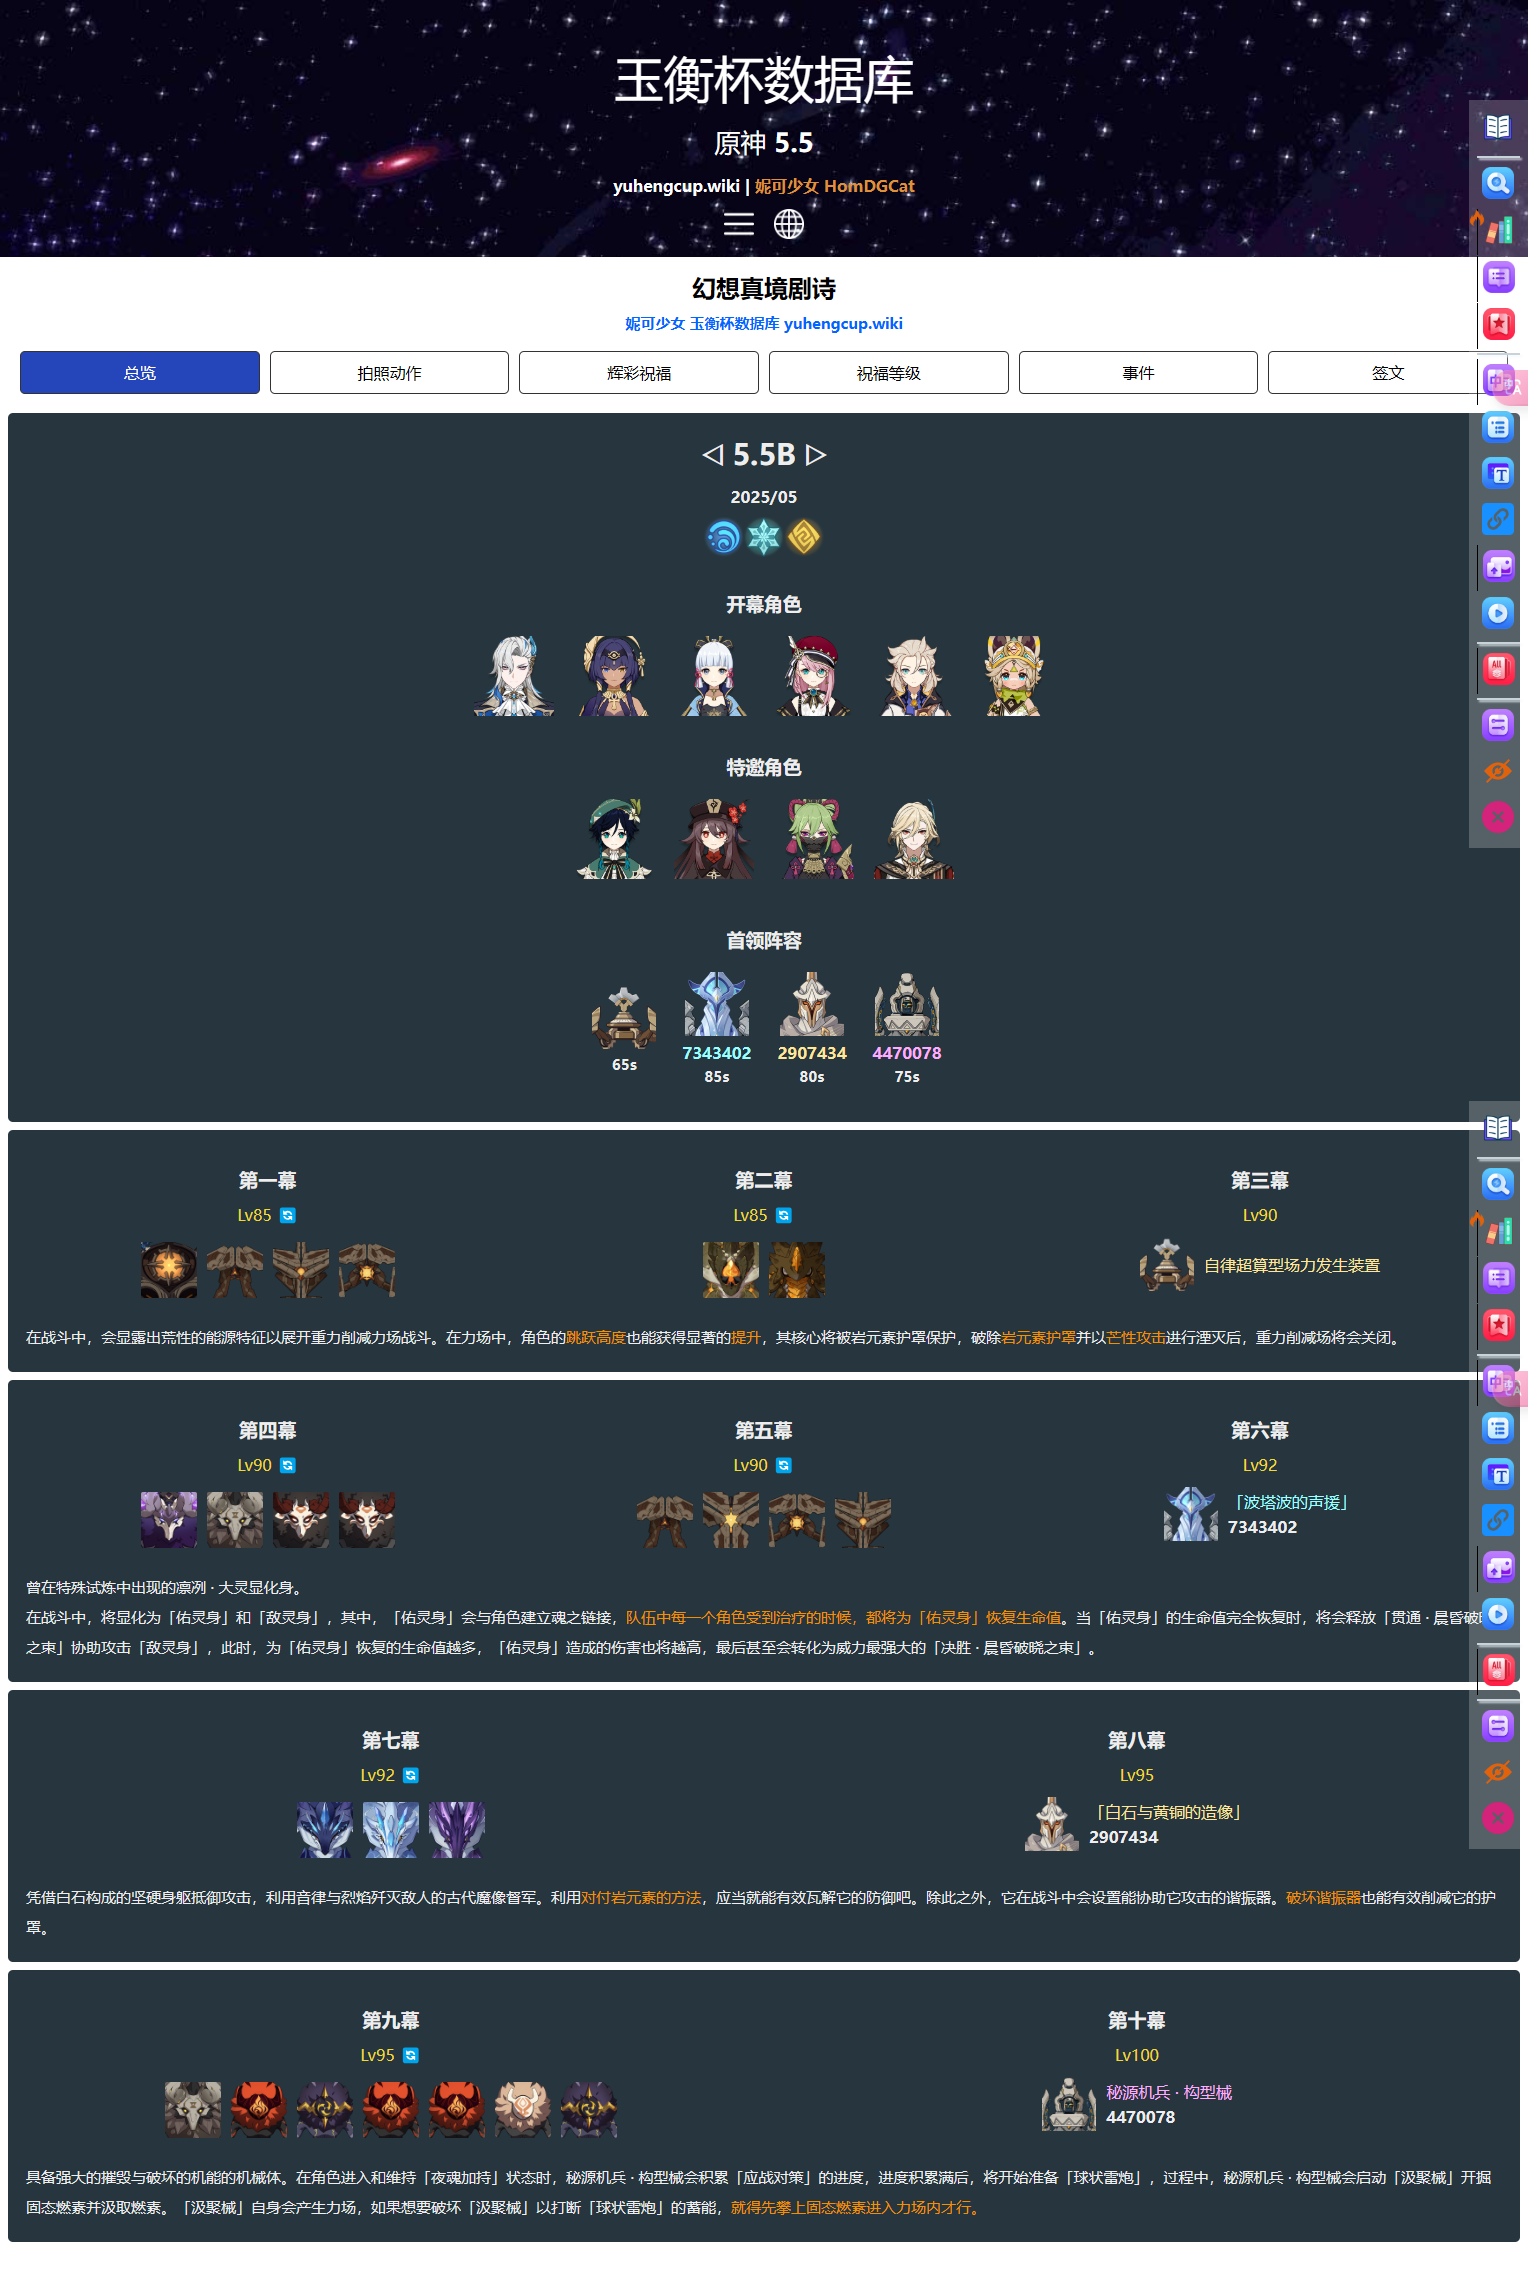 玉衡杯数据库
原神 5.5
yuhengcup.wiki | 妮可少女 HomDGCat
幻想真境剧诗
妮可少女 玉衡杯数据库 yuhengcup.wiki
总览 拍照动作 辉彩祝福 祝福等级 事件 签文
◁ 5.5B ▷
2025/05
开幕角色
特邀角色
首领阵容
7343402 2907434 4470078
65s 85s 80s 75s
第一幕 第二幕 第三幕
Lv85 Lv85 Lv90
自律超算型场力发生装置
在战斗中，会显露出荒性的能源特征以展开重力削减力场战斗。在力场中，角色的跳跃高度也能获得显著的提升，其核心将被岩元素护罩保护，破除岩元素护罩并以芒性攻击进行湮灭后，重力削减场将会关闭。
第四幕 第五幕 第六幕
Lv90 Lv90 Lv92
「波塔波的声援」
7343402
曾在特殊试炼中出现的凛冽 · 大灵显化身。
在战斗中，将显化为「佑灵身」和「敌灵身」，其中，「佑灵身」会与角色建立魂之链接，队伍中每一个角色受到治疗的时候，都将为「佑灵身」恢复生命值。当「佑灵身」的生命值完全恢复时，将会释放「贯通 · 晨昏破晓
之束」协助攻击「敌灵身」，此时，为「佑灵身」恢复的生命值越多，「佑灵身」造成的伤害也将越高，最后甚至会转化为威力最强大的「决胜 · 晨昏破晓之束」。
第七幕 第八幕
Lv92 Lv95
「白石与黄铜的造像」
2907434
凭借白石构成的坚硬身躯抵御攻击，利用音律与烈焰歼灭敌人的古代魔像督军。利用对付岩元素的方法，应当就能有效瓦解它的防御吧。除此之外，它在战斗中会设置能协助它攻击的谐振器。破坏谐振器也能有效削减它的护
罩。
第九幕 第十幕
Lv95 Lv100
秘源机兵 · 构型械
4470078
具备强大的摧毁与破坏的机能的机械体。在角色进入和维持「夜魂加持」状态时，秘源机兵 · 构型械会积累「应战对策」的进度，进度积累满后，将开始准备「球状雷炮」，过程中，秘源机兵 · 构型械会启动「汲聚械」开掘
固态燃素并汲取燃素。「汲聚械」自身会产生力场，如果想要破坏「汲聚械」以打断「球状雷炮」的蓄能，就得先攀上固态燃素进入力场内才行。